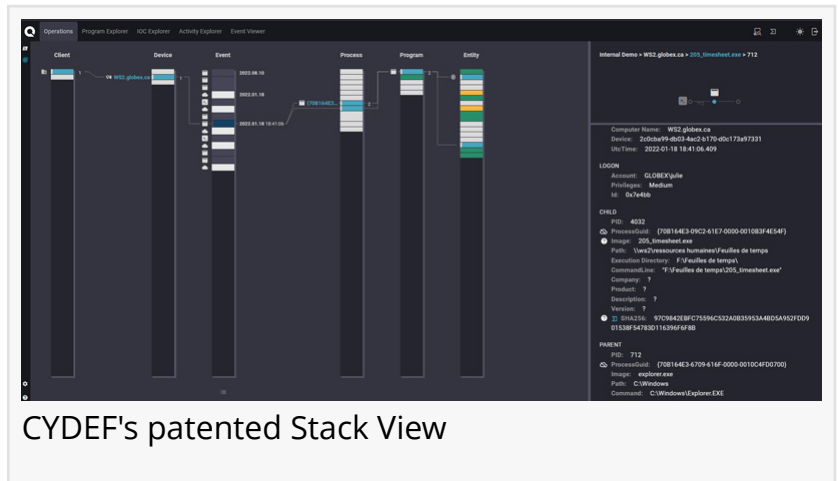 Operations Program Explorer IOC Explorer Activity Explorer Event Viewer
Client Device Event Process Program Entity
1 WS2.globex.ca 1 2022.08.10
2022.01.18
2022.01.18 18:41:06 {70B164E3... 2 2
Internal Demo > WS2.globex.ca > 205_timesheet.exe > 712
Computer Name: WS2.globex.ca
Device: 2c0cba99-db03-4ac2-b170-d0c173a97331
UtcTime: 2022-01-18 18:41:06.409
LOGON
Account: GLOBEX\julie
Privileges: Medium
Id: 0x7e4bb
CHILD
PID: 4032
ProcessGuid: {70B164E3-09C2-61E7-0000-0010B3F4E54F}
Image: 205_timesheet.exe
Path: \\ws2\ressources humaines\Feuilles de temps
Execution Directory: F:\Feuilles de temps\
CommandLine: "F:\Feuilles de temps\205_timesheet.exe"
Company: ?
Product: ?
Description: ?
Version: ?
SHA256: 97C9842EBFC75596C532A0B35953A4BD5A952FDD9
01538F54783D116396F6F8B
PARENT
PID: 712
ProcessGuid: {70B164E3-6709-616F-0000-0010C4FD0700}
Image: explorer.exe
Path: C:\Windows
Command: C:\Windows\Explorer.EXE
CYDEF's patented Stack View